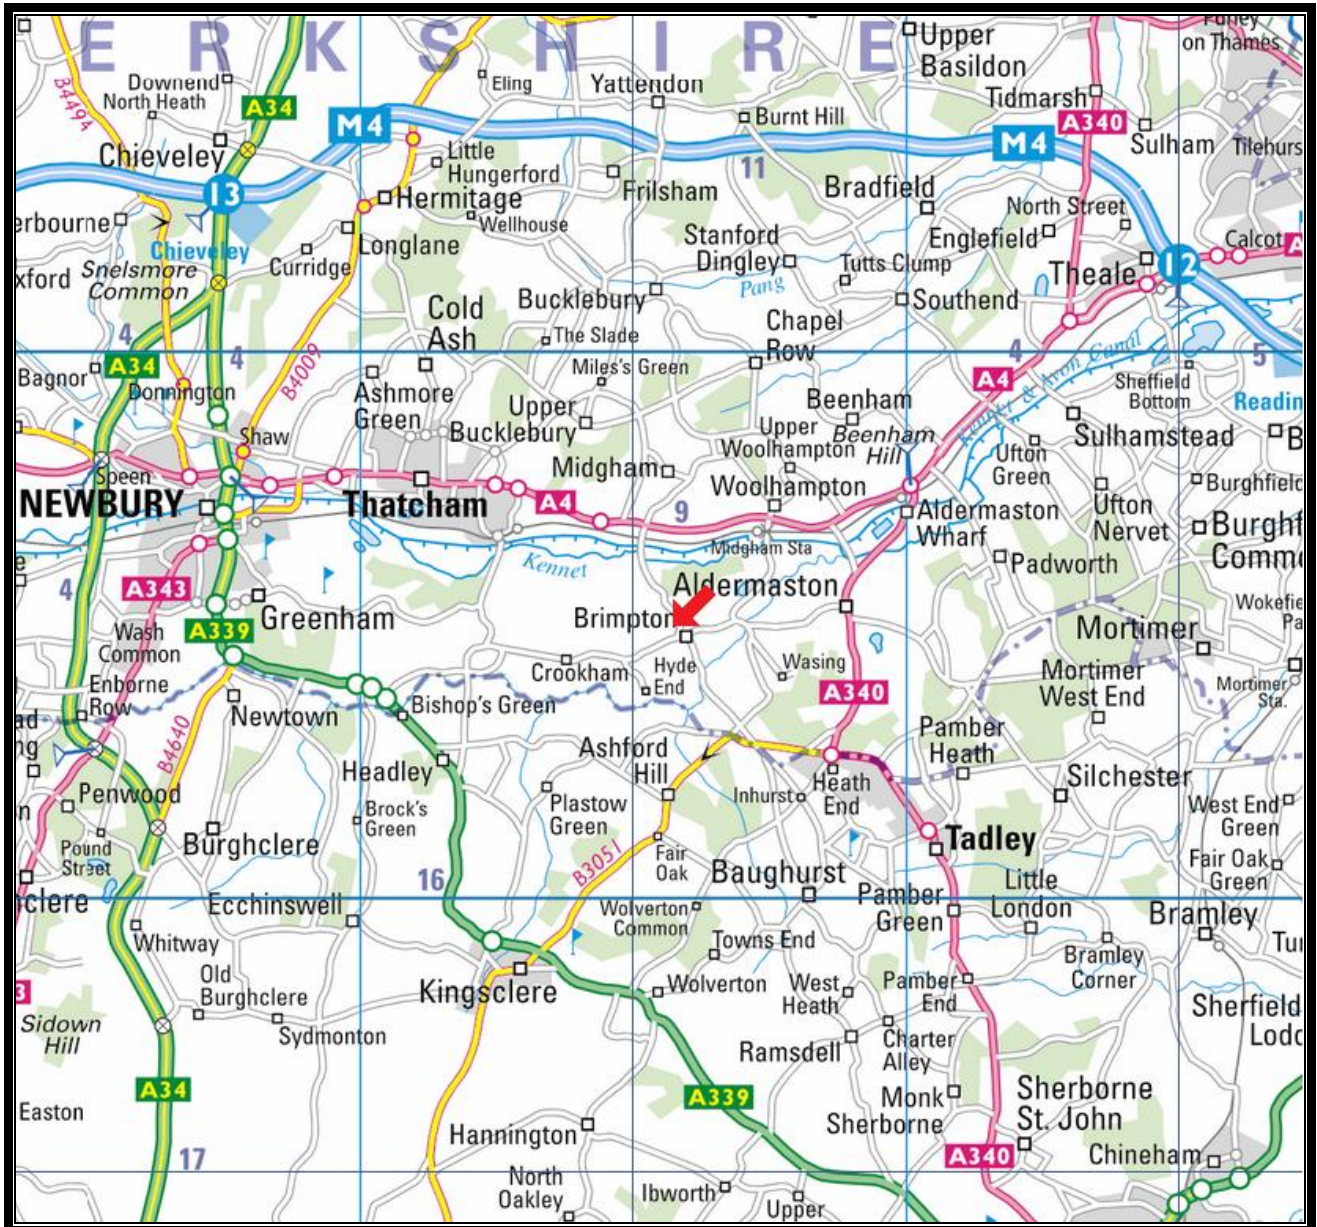 BERKSHIRE
Upper
Basildon
on Thames
Downend
North Heath
B4494
A34
Eling
Yattendon
Burnt Hill
Tidmarsh
A340
M4
M4
Chieveley
Little
Hungerford
11
Sulham
13
Hermitage
Frilsham
Bradfield
Wellhouse
North Street
Chieveley
Longlane
Stanford
Dingley
Englefield
Calcot
Snelsmore
Common
Curridge
Tutts Clump
Theale
12
Pang
Cold
Ash
Bucklebury
Southend
The Slade
Chapel
Row
4
4
4
5
A34
Bagnor
Donnington
B4009
Ashmore
Green
Miles's Green
A4
Kennet & Avon Canal
Sheffield
Bottom
Upper
Bucklebury
Beenham
Shaw
Upper
Woolhampton
Beenham
Hill
Sulhamstead
Midgham
Ufton
Green
Speen
NEWBURY
Thatcham
A4
Woolhampton
9
Aldermaston
Wharf
Ufton
Nervet
Midgham Sta
Kennet
Padworth
4
A343
Aldermaston
Greenham
Brimpton
Wash
Common
A339
Mortimer
Crookham
Hyde
End
Wasing
Mortimer
West End
Mortimer
Sta.
Enborne
Row
A340
Newtown
Bishop's Green
B4640
Pamber
Heath
Ashford
Hill
Headley
Silchester
Penwood
Inhurst
Heath
End
Brock's
Green
Plastow
Green
West End
Green
Pound
Street
Burghclere
Fair
Oak
Tadley
B3051
Baughurst
Fair Oak
Green
16
Ecchinswell
Pamber
Green
Little
London
Wolverton
Common
Bramley
Whitway
Towns End
Bramley
Corner
Old
Burghclere
Kingsclere
Wolverton
West
Heath
Pamber
End
3
Sidown
Hill
Sydmonton
Charter
Alley
Ramsdell
A34
A339
Monk
Sherborne
Sherborne
St. John
Easton
Hannington
17
A340
Chineham
North
Oakley
Ibworth
Upper